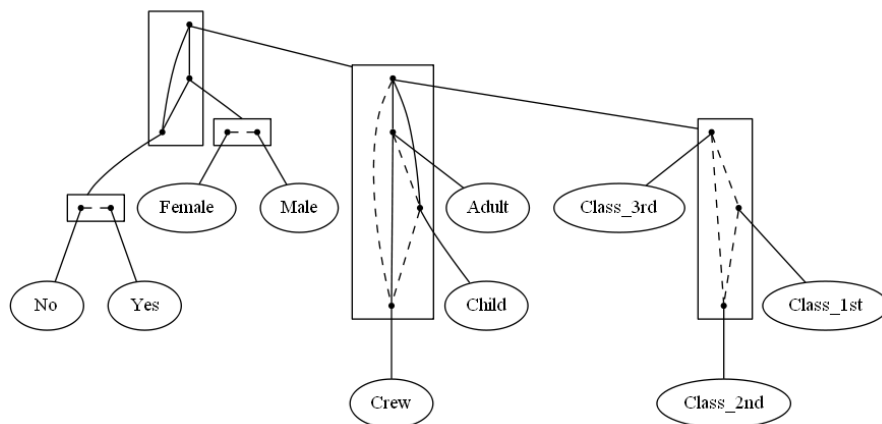 Female
Male
Adult
Class_3rd
No
Yes
Child
Class_1st
Crew
Class_2nd